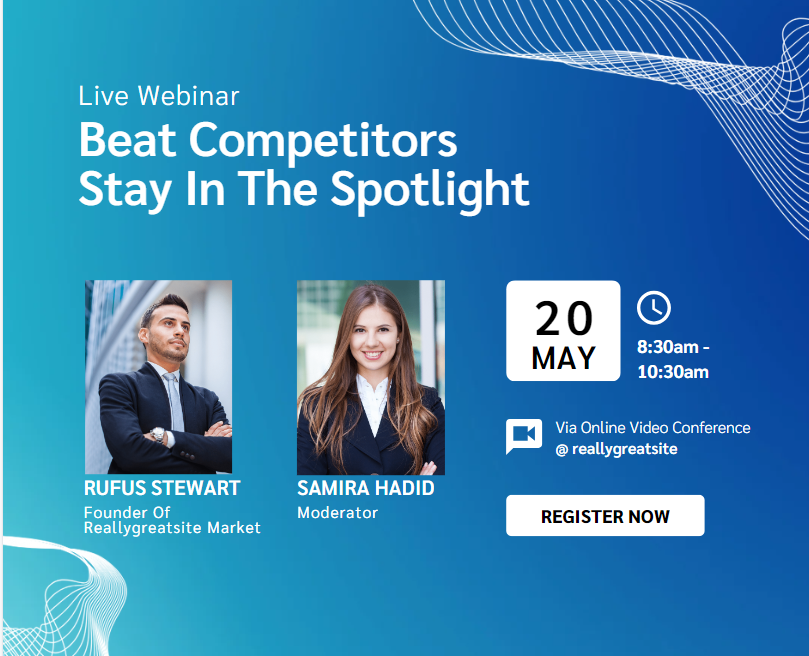 Live Webinar
Beat Competitors
Stay In The Spotlight
RUFUS STEWART
Founder Of
Reallygreatsite Market
SAMIRA HADID
Moderator
20
MAY
8:30am -
10:30am
Via Online Video Conference
@ reallygreatsite
REGISTER NOW